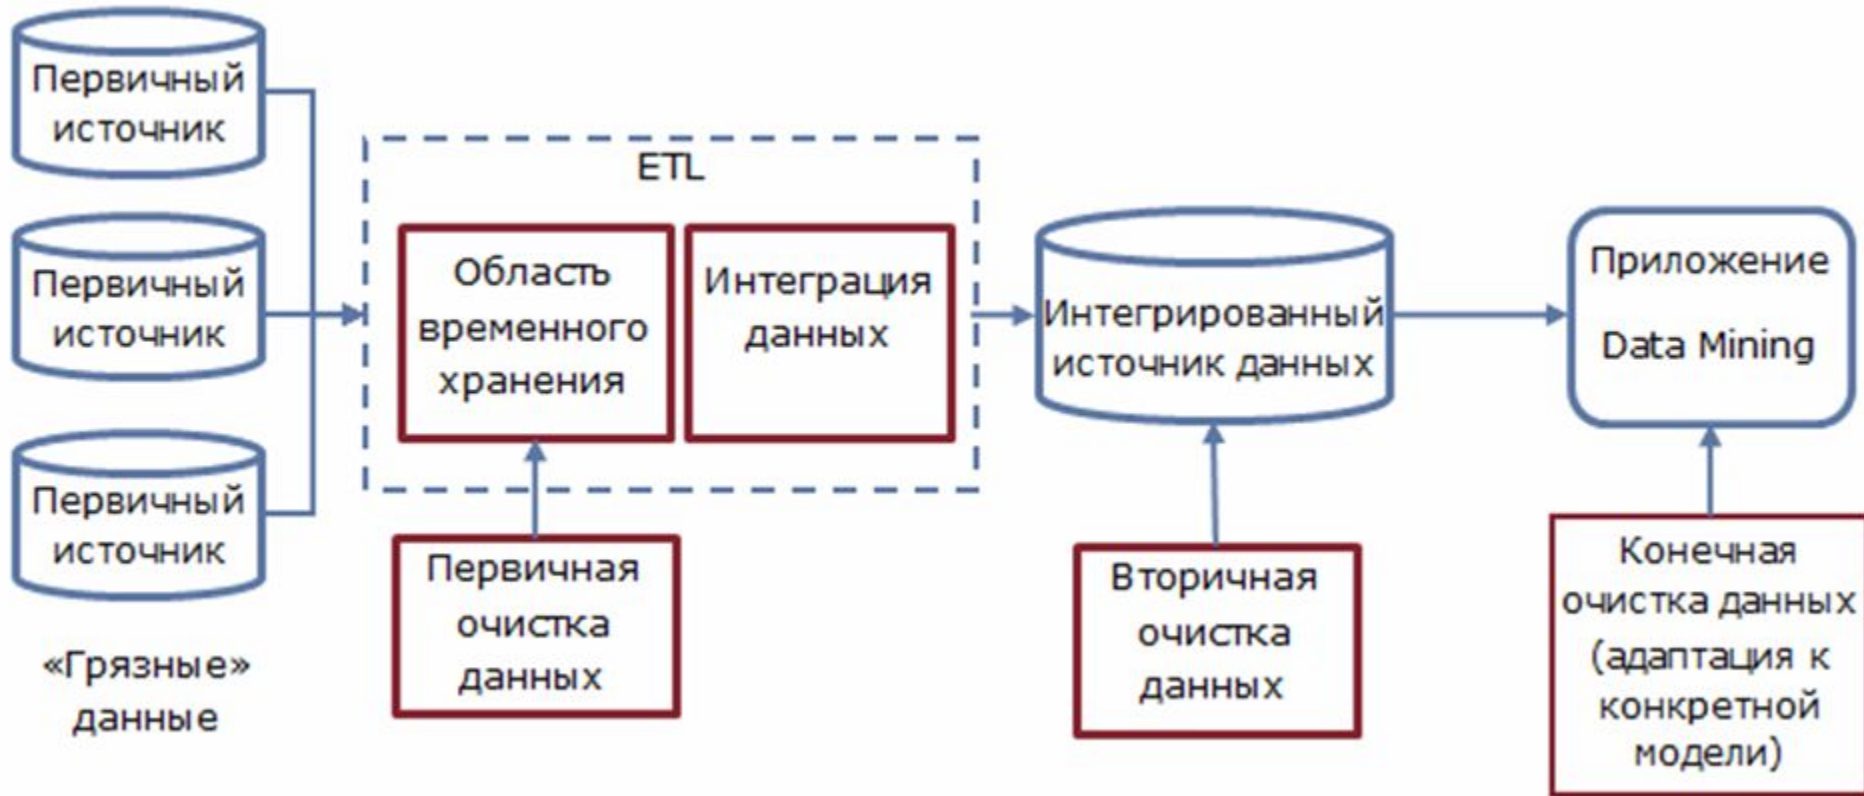 Первичный
источник
Первичный
источник
Первичный
источник
«Грязные»
данные
ETL
Область
временного
хранения
Интеграция
данных
Первичная
очистка
данных
Интегрированный
источник данных
Вторичная
очистка
данных
Приложение
Data Mining
Конечная
очистка данных
(адаптация к
конкретной
модели)